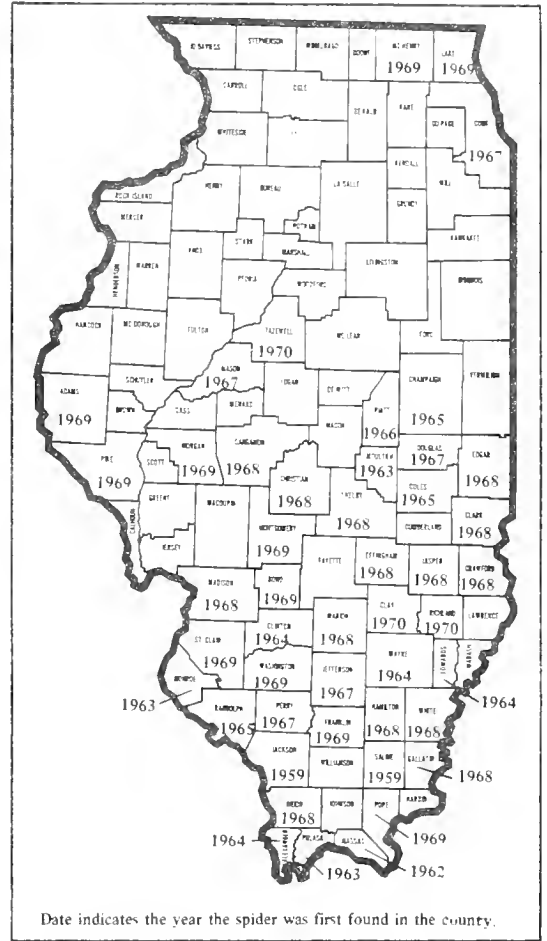 STEPHENSON
WINNEBAGO
BOONE
MC HENRY
1969
LAKE
1969
CARROLL
OGLE
DE KALB
KANE
DU PAGE
COOK
1967
WHITESIDE
KENDALL
WILL
ROCK ISLAND
HENRY
BUREAU
LA SALLE
GRUNDY
MERCER
PUTNAM
KANKAKEE
KNOX
STARK
MARSHALL
LIVINGSTON
HENDERSON
WARREN
PEORIA
WOODFORD
IROQUOIS
HANCOCK
MC DONOUGH
FULTON
TAZEWELL
1970
MC LEAN
FORD
SCHUYLER
MASON
1967
LOGAN
DE WITT
CHAMPAIGN
1965
VERMILION
ADAMS
1969
BROWN
CASS
MENARD
MACON
PIATT
1966
PIKE
1969
SCOTT
MORGAN
1969
SANGAMON
1968
CHRISTIAN
1968
MOULTRIE
1963
DOUGLAS
1967
EDGAR
1968
GREENE
MACOUPIN
SHELBY
1968
COLES
1965
CLARK
1968
CALHOUN
JERSEY
MONTGOMERY
1969
CUMBERLAND
FAYETTE
EFFINGHAM
1968
JASPER
1968
CRAWFORD
1968
MADISON
1968
BOND
1969
CLINTON
1964
MARION
1968
CLAY
1970
RICHLAND
1970
LAWRENCE
ST. CLAIR
1969
WASHINGTON
1969
JEFFERSON
1967
WAYNE
1964
EDWARDS
WABASH
1964
MONROE
1963
RANDOLPH
1965
PERRY
1967
FRANKLIN
1969
HAMILTON
1968
WHITE
1968
JACKSON
1959
WILLIAMSON
SALINE
1959
GALLATIN
1968
UNION
1968
JOHNSON
POPE
1969
HARDIN
1964
ALEXANDER
PULASKI
1963
MASSAC
1962
Date indicates the year the spider was first found in the county.